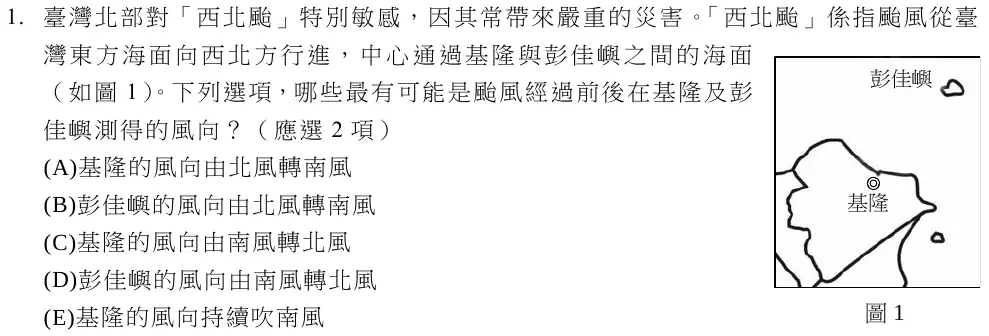 1. 臺灣北部對「西北颱」特別敏感，因其常帶來嚴重的災害。「西北颱」係指颱風從臺
灣東方海面向西北方行進，中心通過基隆與彭佳嶼之間的海面
（如圖 1）。下列選項，哪些最有可能是颱風經過前後在基隆及彭
佳嶼測得的風向？（應選 2 項）
(A)基隆的風向由北風轉南風
(B)彭佳嶼的風向由北風轉南風
(C)基隆的風向由南風轉北風
(D)彭佳嶼的風向由南風轉北風
(E)基隆的風向持續吹南風
彭佳嶼
基隆
圖 1